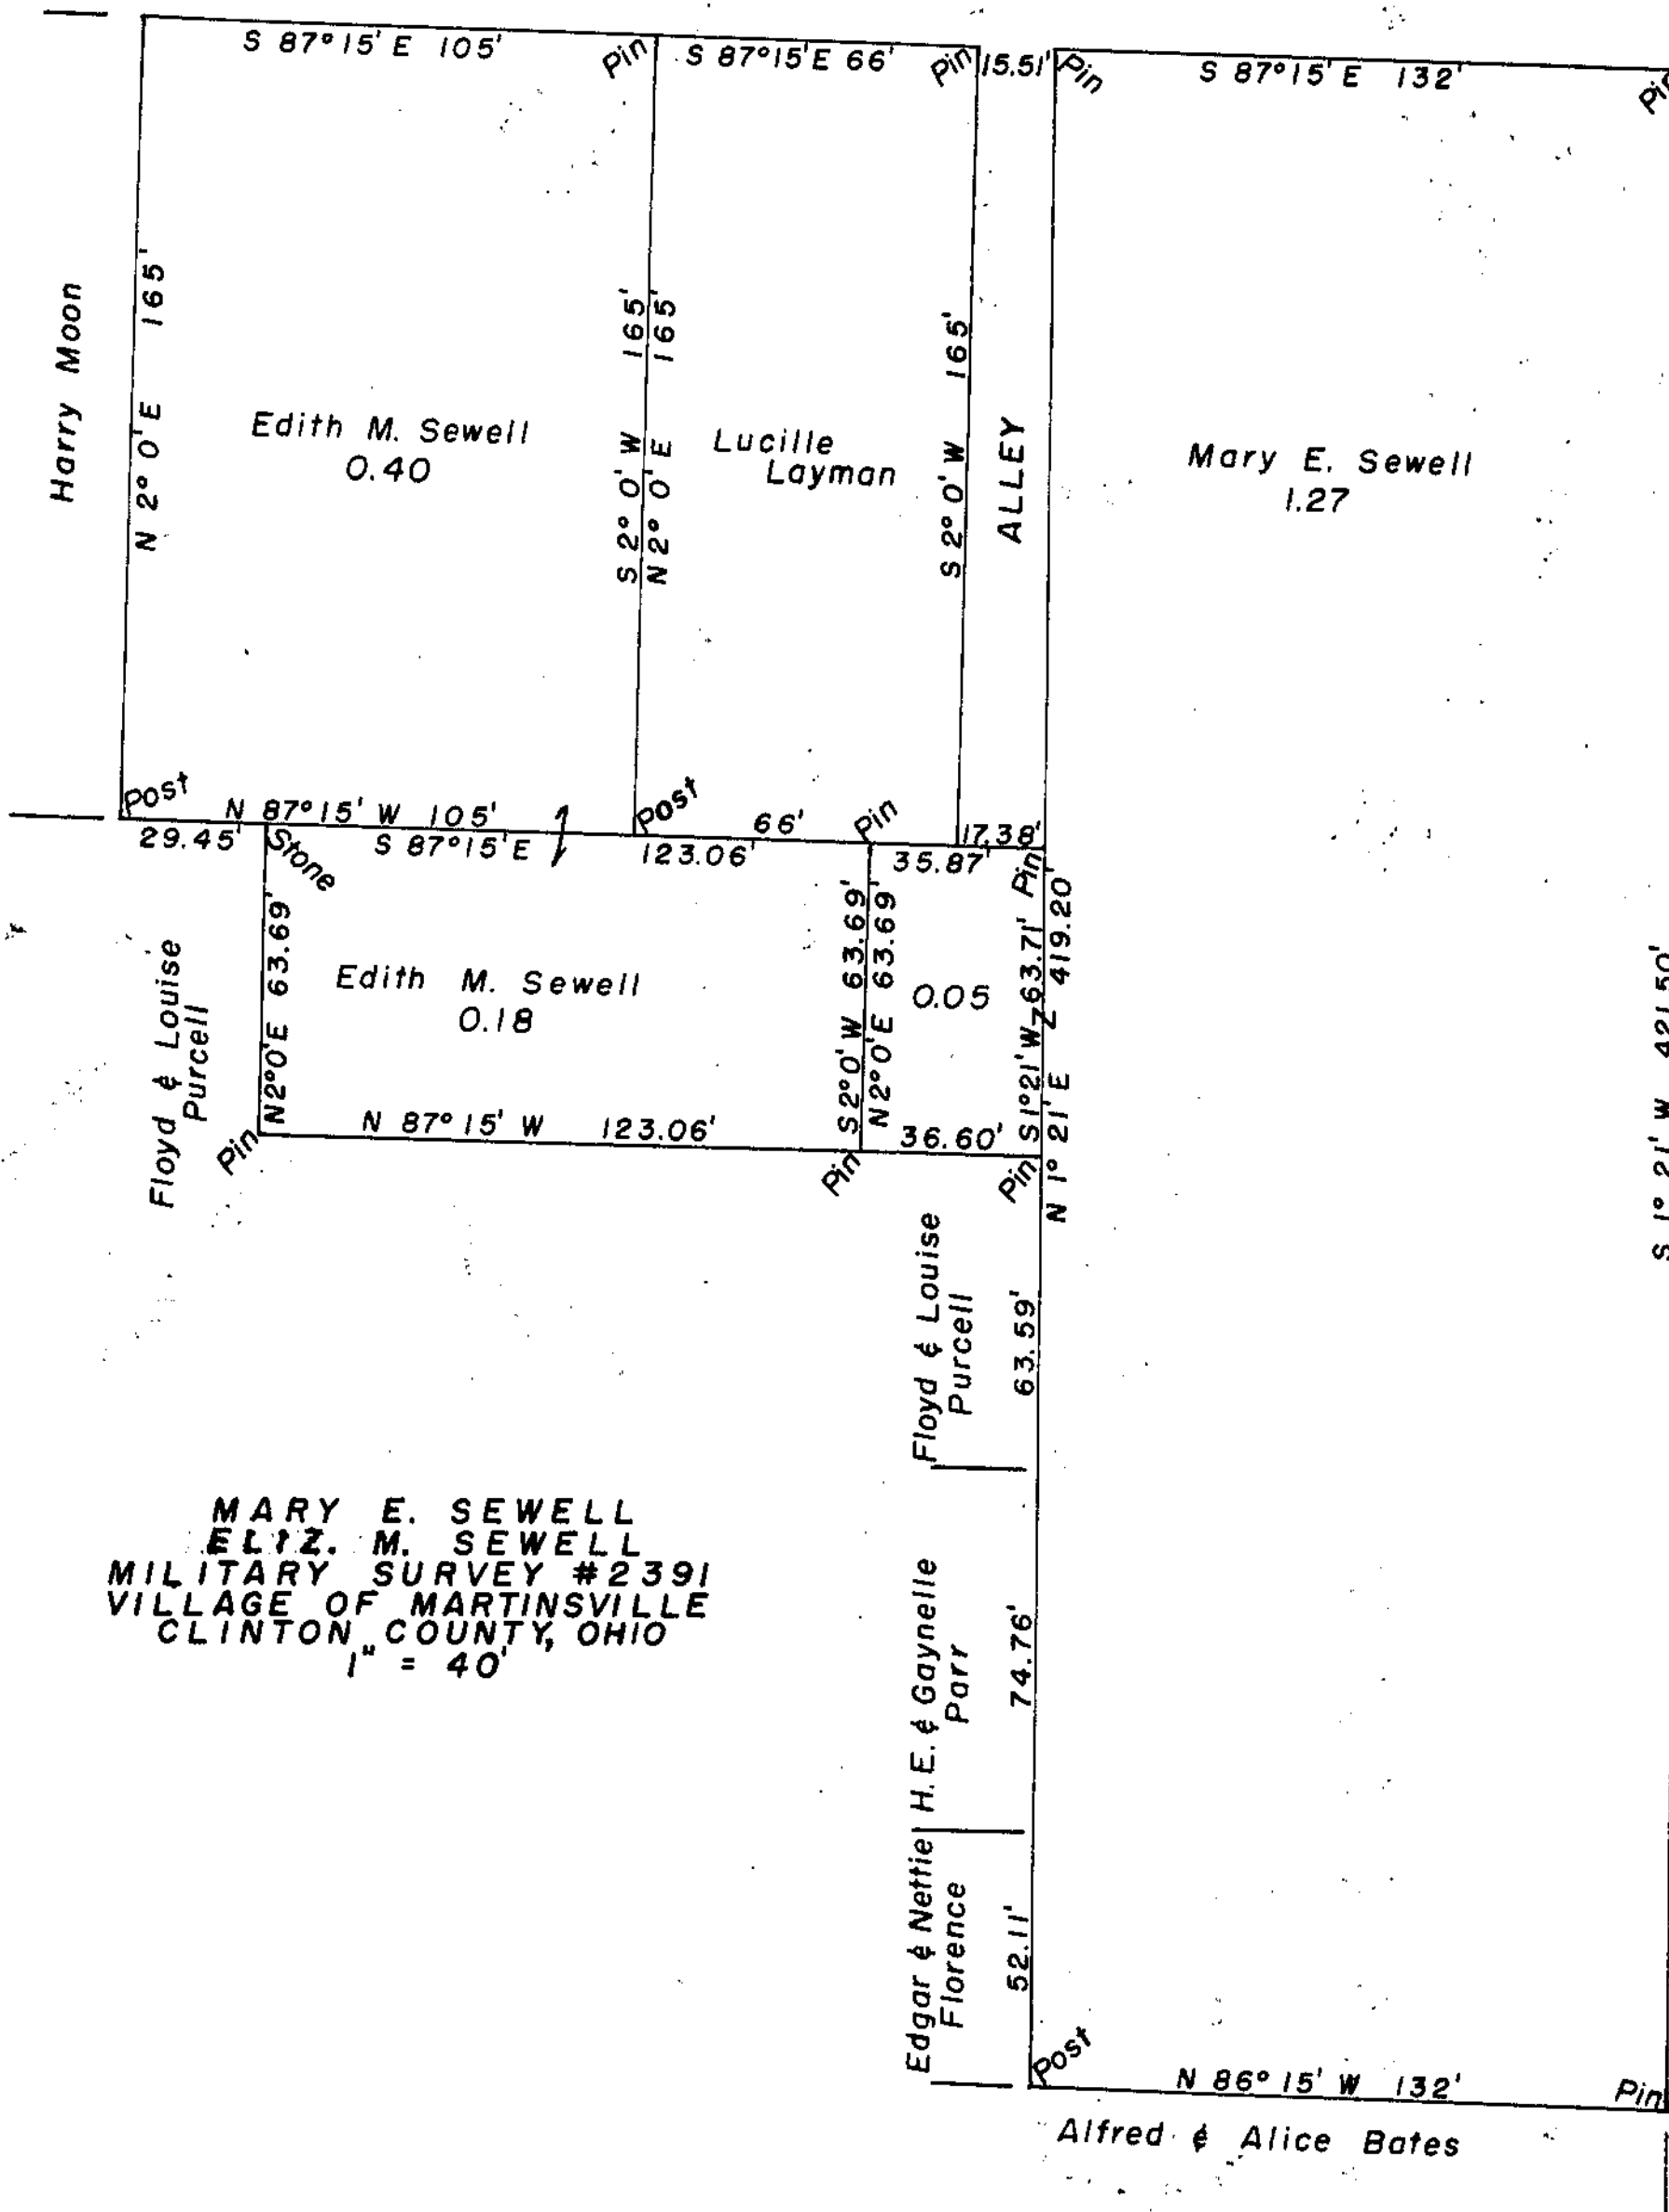 S 87°15' E 105'
Pin
S 87°15' E 66'
Pin
15.51'
Pin
S 87°15' E 132'
Harry Moon
N 2° 0' E 165'
Edith M. Sewell
0.40
S 2° 0' W 165'
N 2° 0' E 165'
Lucille
Layman
S 2° 0' W 165'
ALLEY
Mary E. Sewell
1.27
Post
N 87°15' W 105'
Post
66'
Pin
17.38'
29.45'
Stone
S 87°15' E
123.06'
35.87'
Pin
Floyd & Louise
Purcell
N 2° 0' E 63.69'
Edith M. Sewell
0.18
S 2° 0' W 63.69'
N 2° 0' E 63.69'
0.05
S 1° 21' W 63.71'
N 1° 21' E 419.20'
S 1° 21' W 421.50'
Pin
N 87°15' W 123.06'
Pin
36.60'
Pin
Floyd & Louise
Purcell
63.59'
MARY E. SEWELL
ELIZ. M. SEWELL
MILITARY SURVEY #2391
VILLAGE OF MARTINSVILLE
CLINTON COUNTY, OHIO
1" = 40'
H.E. & Gaynelle
Parr
74.76'
Edgar & Nettie
Florence
52.11'
Post
N 86° 15' W 132'
Pin
Alfred & Alice Bates